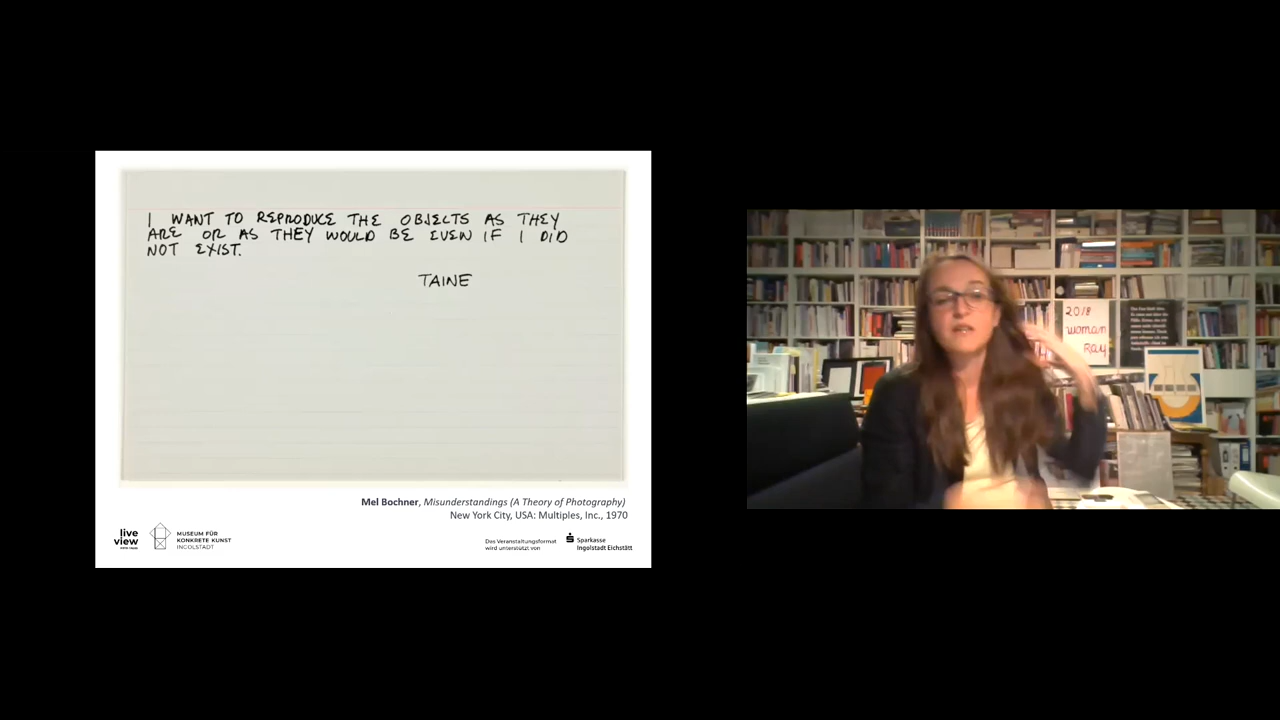 I WANT TO REPRODUCE THE OBJECTS AS THEY
ARE OR AS THEY WOULD BE EVEN IF I DID
NOT EXIST.
TAINE
Mel Bochner, Misunderstandings (A Theory of Photography)
New York City, USA: Multiples, Inc., 1970
live
view
MUSEUM FÜR
KONKRETE KUNST
INGOLSTADT
Das Veranstaltungsformat
wird unterstützt von
Sparkasse
Ingolstadt Eichstätt
2018
woman
Ray